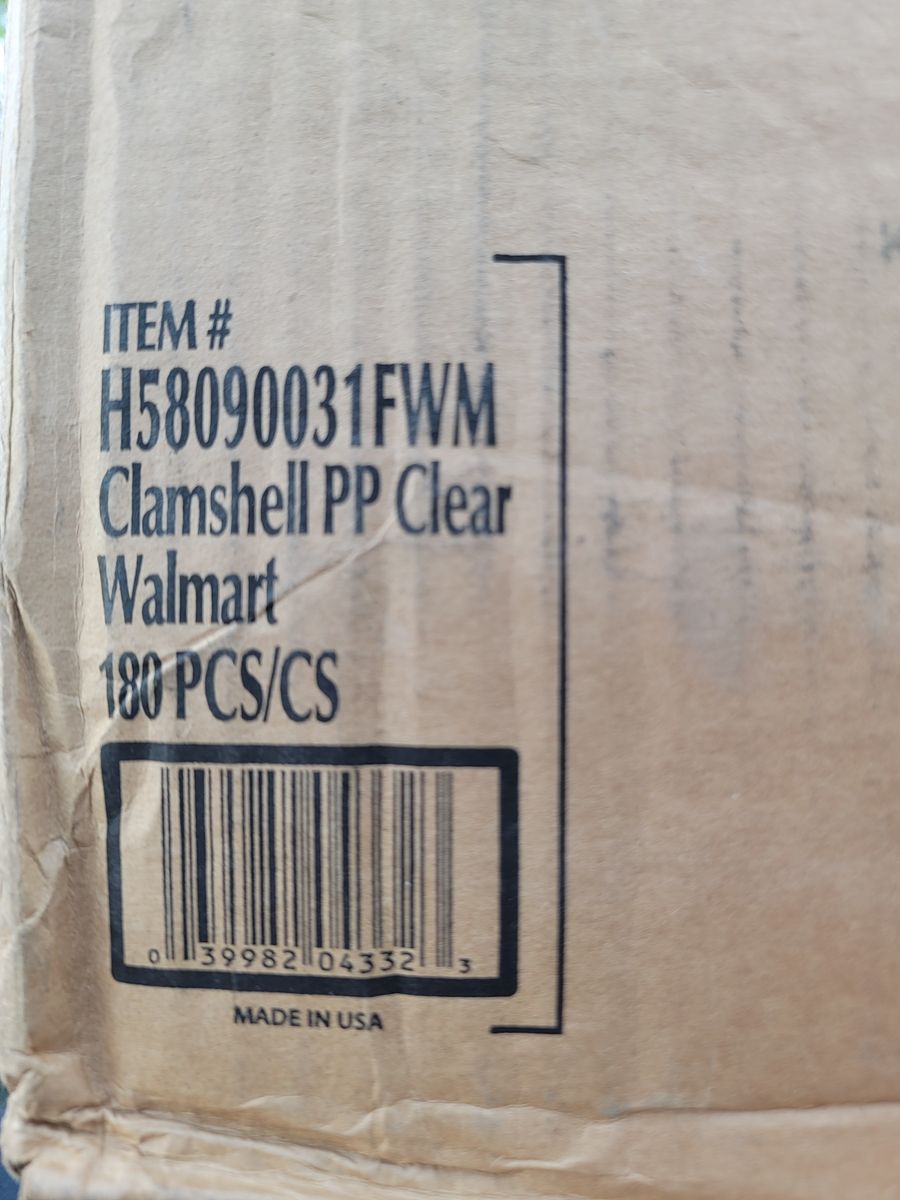 ITEM #
H58090031FWM
Clamshell PP Clear
Walmart
180 PCS/CS
0 39982 04332 3
MADE IN USA